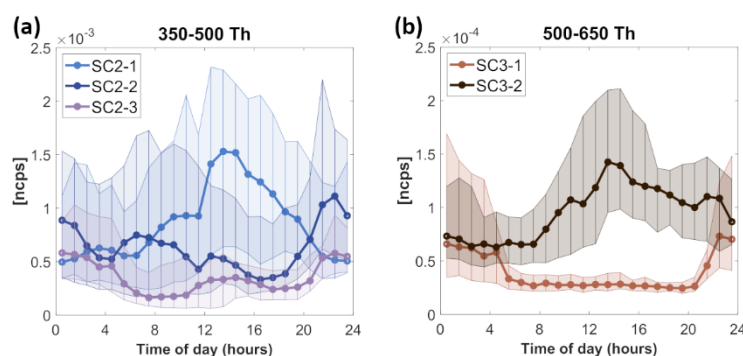 (a)
350-500 Th
×10⁻³
2.5
2
1.5
1
0.5
0
[ncps]
SC2-1
SC2-2
SC2-3
0 4 8 12 16 20 24
Time of day (hours)
(b)
500-650 Th
×10⁻⁴
2.5
2
1.5
1
0.5
0
[ncps]
SC3-1
SC3-2
0 4 8 12 16 20 24
Time of day (hours)